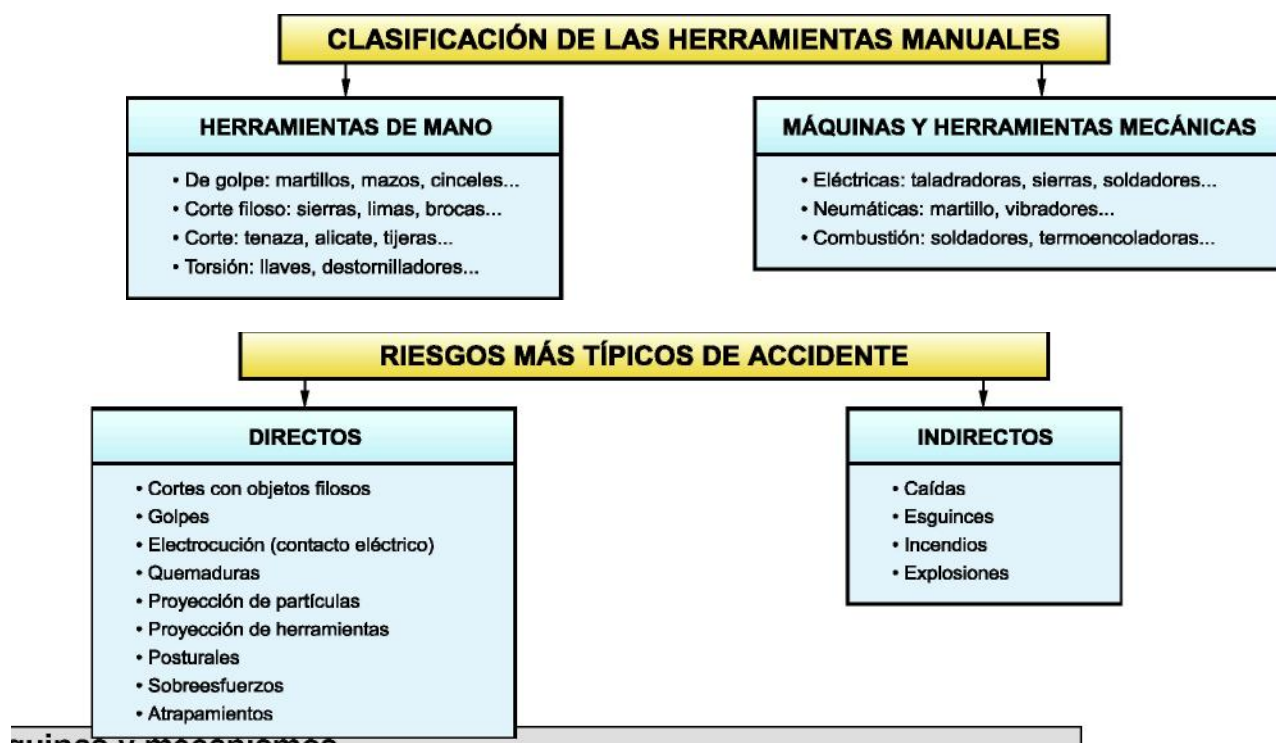 CLASIFICACIÓN DE LAS HERRAMIENTAS MANUALES
HERRAMIENTAS DE MANO
• De golpe: martillos, mazos, cinceles...
• Corte filoso: sierras, limas, brocas...
• Corte: tenaza, alicate, tijeras...
• Torsión: llaves, destornilladores...
MÁQUINAS Y HERRAMIENTAS MECÁNICAS
• Eléctricas: taladradoras, sierras, soldadores...
• Neumáticas: martillo, vibradores...
• Combustión: soldadores, termoencoladoras...
RIESGOS MÁS TÍPICOS DE ACCIDENTE
DIRECTOS
• Cortes con objetos filosos
• Golpes
• Electrocución (contacto eléctrico)
• Quemaduras
• Proyección de partículas
• Proyección de herramientas
• Posturales
• Sobreesfuerzos
• Atrapamientos
INDIRECTOS
• Caídas
• Esguinces
• Incendios
• Explosiones